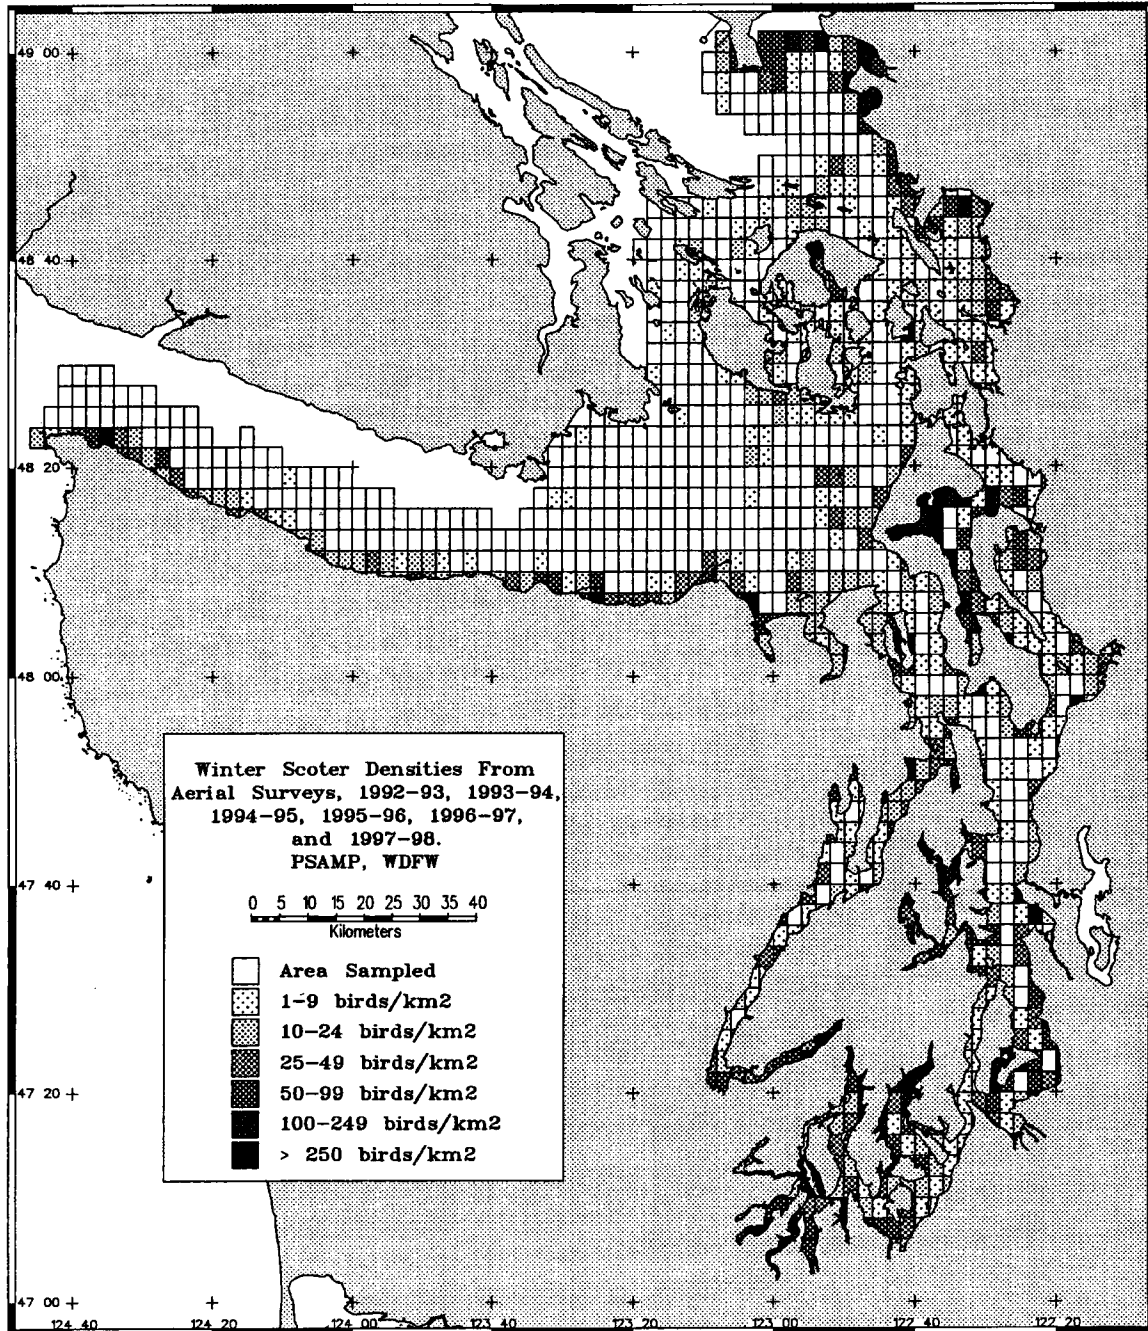 49 00
48 40
48 20
48 00
47 40
47 20
47 00
Winter Scoter Densities From
Aerial Surveys, 1992-93, 1993-94,
1994-95, 1995-96, 1996-97,
and 1997-98.
PSAMP, WDFW
0 5 10 15 20 25 30 35 40
Kilometers
Area Sampled
1-9 birds/km2
10-24 birds/km2
25-49 birds/km2
50-99 birds/km2
100-249 birds/km2
> 250 birds/km2
124 40 124 20 124 00 123 40 123 20 123 00 122 40 122 20